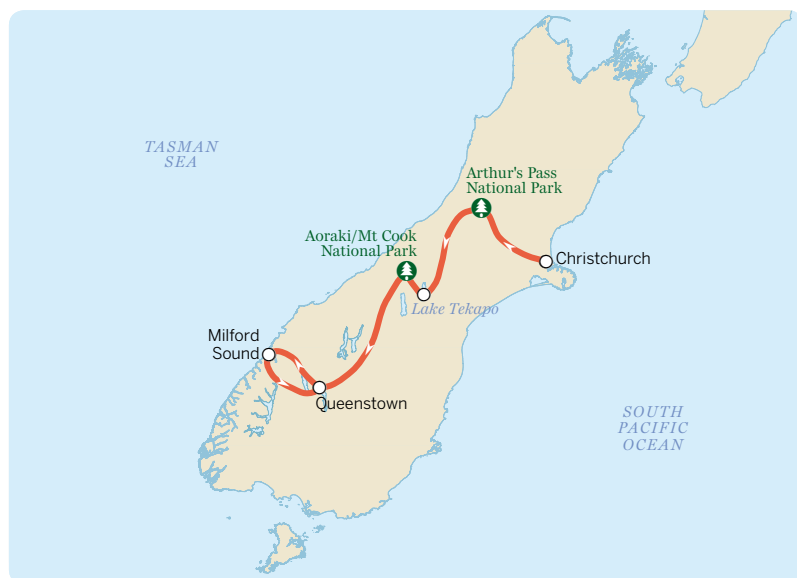 TASMAN
SEA
Arthur's Pass
National Park
Aoraki/Mt Cook
National Park
Christchurch
Lake Tekapo
Milford
Sound
Queenstown
SOUTH
PACIFIC
OCEAN